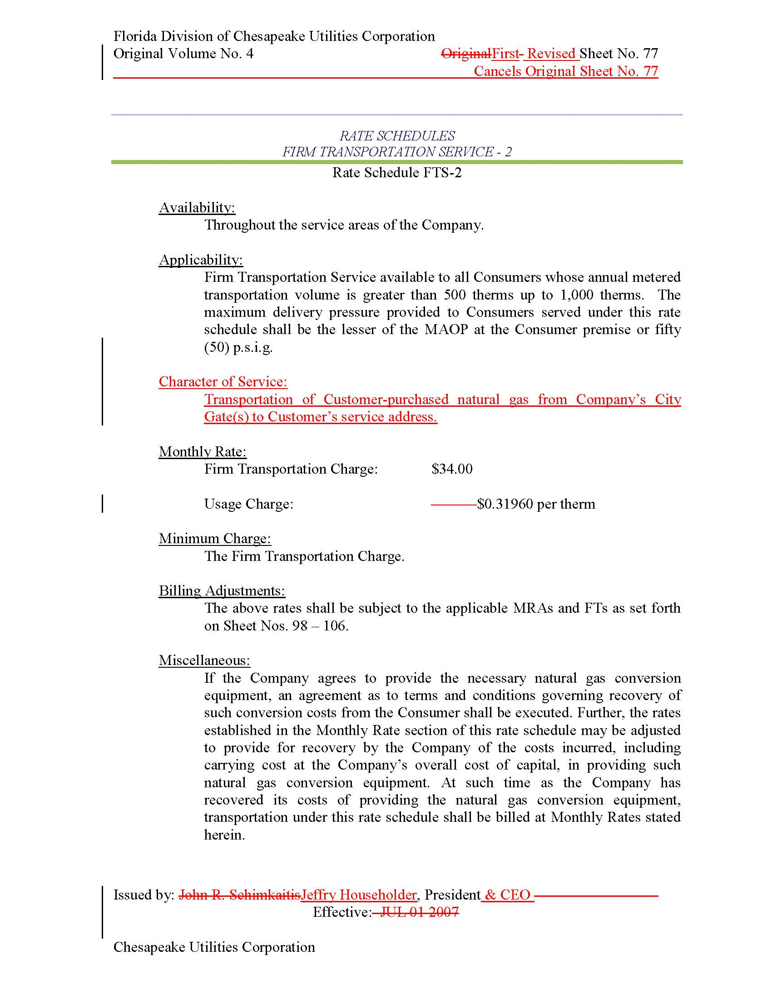 Florida Division of Chesapeake Utilities Corporation
Original Volume No. 4 OriginalFirst- Revised Sheet No. 77
Cancels Original Sheet No. 77
RATE SCHEDULES
FIRM TRANSPORTATION SERVICE - 2
Rate Schedule FTS-2
Availability:
Throughout the service areas of the Company.
Applicability:
Firm Transportation Service available to all Consumers whose annual metered
transportation volume is greater than 500 therms up to 1,000 therms. The
maximum delivery pressure provided to Consumers served under this rate
schedule shall be the lesser of the MAOP at the Consumer premise or fifty
(50) p.s.i.g.
Character of Service:
Transportation of Customer-purchased natural gas from Company’s City
Gate(s) to Customer’s service address.
Monthly Rate:
Firm Transportation Charge: $34.00
Usage Charge: $0.31960 per therm
Minimum Charge:
The Firm Transportation Charge.
Billing Adjustments:
The above rates shall be subject to the applicable MRAs and FTs as set forth
on Sheet Nos. 98 – 106.
Miscellaneous:
If the Company agrees to provide the necessary natural gas conversion
equipment, an agreement as to terms and conditions governing recovery of
such conversion costs from the Consumer shall be executed. Further, the rates
established in the Monthly Rate section of this rate schedule may be adjusted
to provide for recovery by the Company of the costs incurred, including
carrying cost at the Company’s overall cost of capital, in providing such
natural gas conversion equipment. At such time as the Company has
recovered its costs of providing the natural gas conversion equipment,
transportation under this rate schedule shall be billed at Monthly Rates stated
herein.
Issued by: John R. SchimkaitisJeffry Householder, President & CEO
Effective: JUL 01 2007
Chesapeake Utilities Corporation